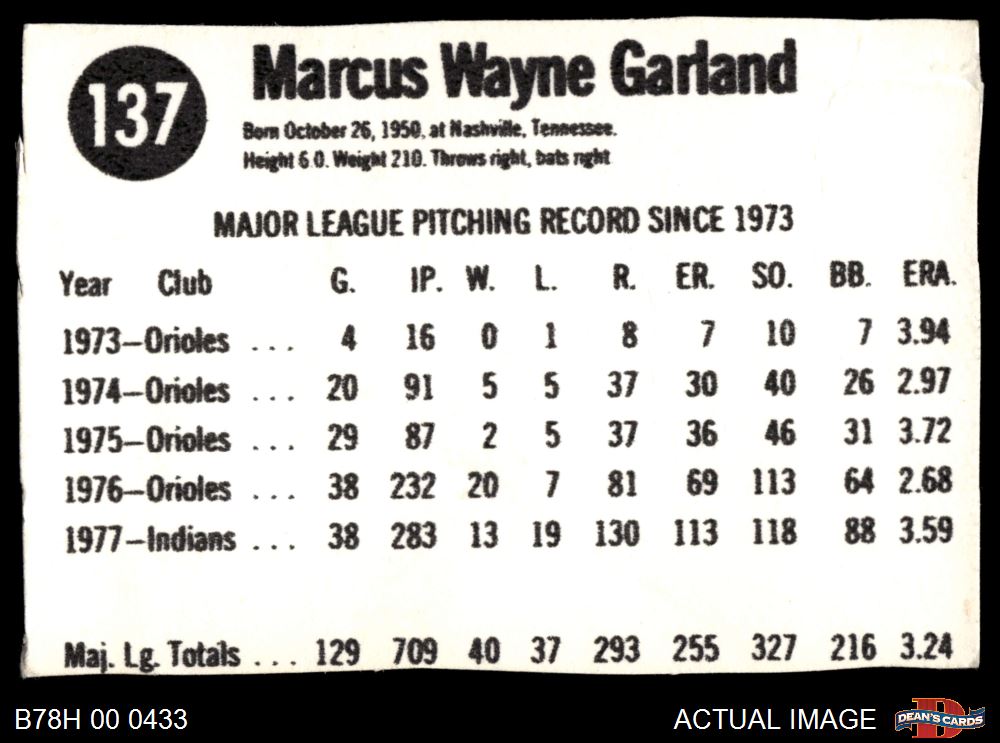 137
Marcus Wayne Garland
Born October 26, 1950, at Nashville, Tennessee.
Height 6.0. Weight 210. Throws right, bats right
MAJOR LEAGUE PITCHING RECORD SINCE 1973
Year Club G. IP. W. L. R. ER. SO. BB. ERA.
1973—Orioles ... 4 16 0 1 8 7 10 7 3.94
1974—Orioles ... 20 91 5 5 37 30 40 26 2.97
1975—Orioles ... 29 87 2 5 37 36 46 31 3.72
1976—Orioles ... 38 232 20 7 81 69 113 64 2.68
1977—Indians ... 38 283 13 19 130 113 118 88 3.59
Maj. Lg. Totals ... 129 709 40 37 293 255 327 216 3.24
B78H 00 0433 ACTUAL IMAGE D DEAN'S CARDS